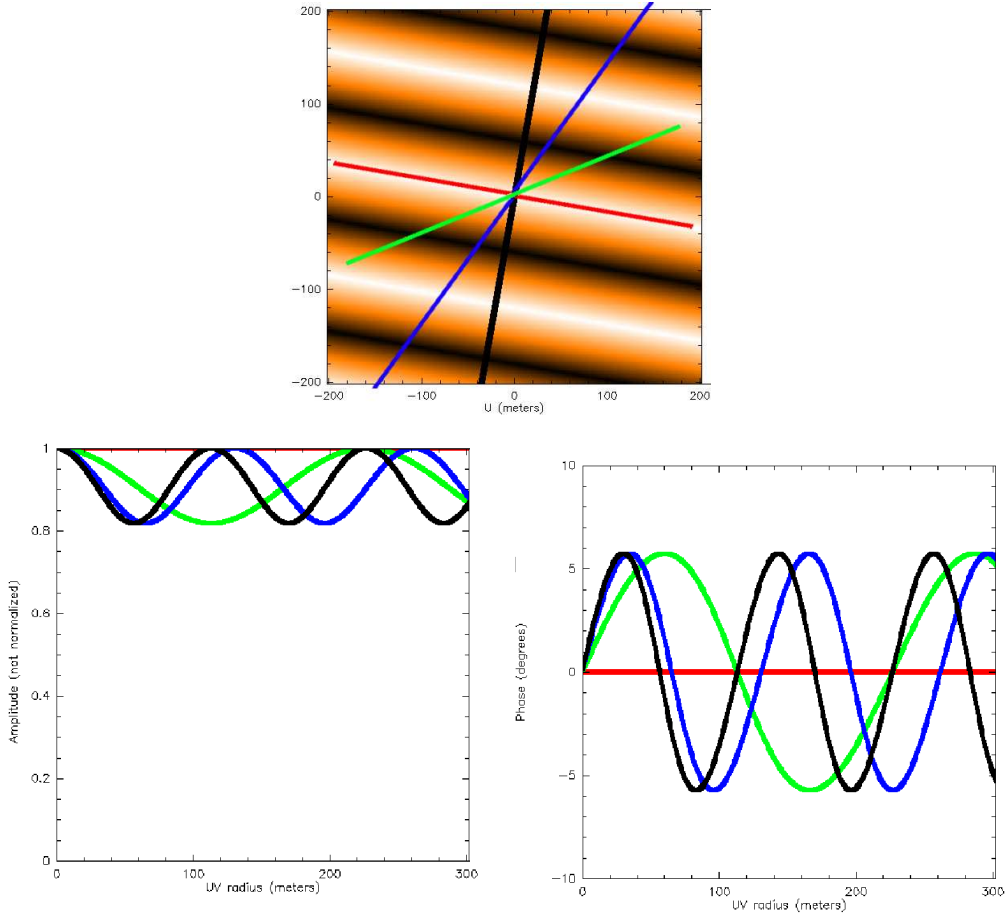 200
100
0
−100
−200
−200 −100 0 100 200
U (meters)
1
0.8
0.6
0.4
0.2
0
Amplitude (not normalized)
0 100 200 300
UV radius (meters)
10
5
0
−5
−10
Phase (degrees)
0 100 200 300
UV radius (meters)